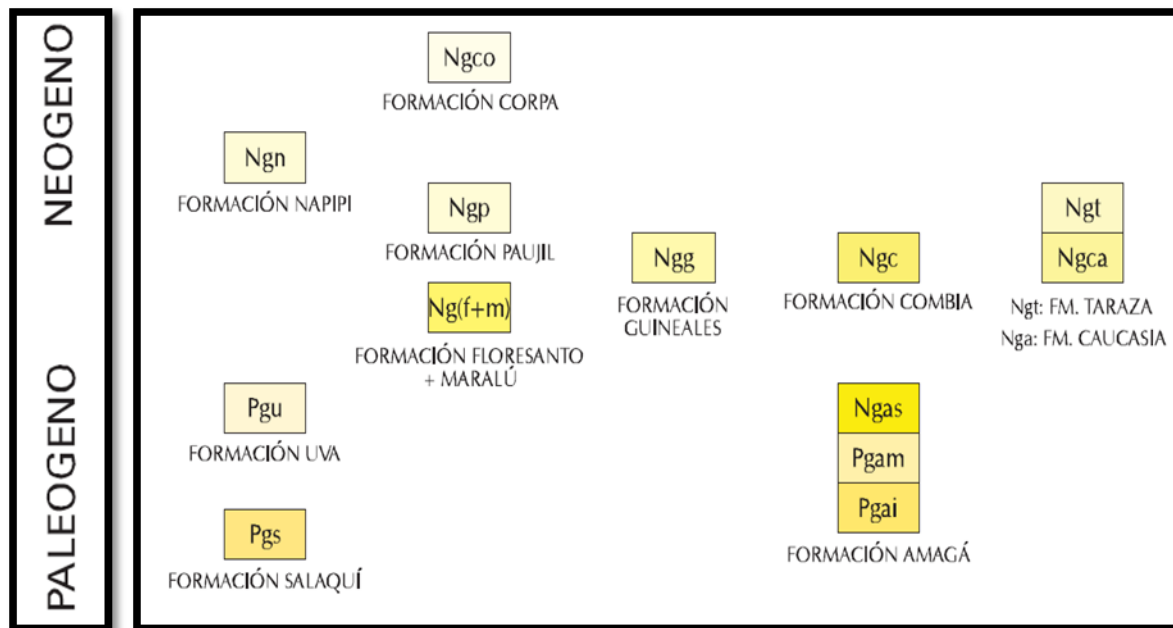 NEOGENO
PALEOGENO
Ngco
FORMACIÓN CORPA
Ngn
FORMACIÓN NAPIPI
Ngp
FORMACIÓN PAUJIL
Ng(f+m)
FORMACIÓN FLORESANTO
+ MARALÚ
Ngg
FORMACIÓN
GUINEALES
Ngc
FORMACIÓN COMBIA
Ngt
Ngca
Ngt: FM. TARAZA
Nga: FM. CAUCASIA
Pgu
FORMACIÓN UVA
Pgs
FORMACIÓN SALAQUÍ
Ngas
Pgam
Pgai
FORMACIÓN AMAGÁ